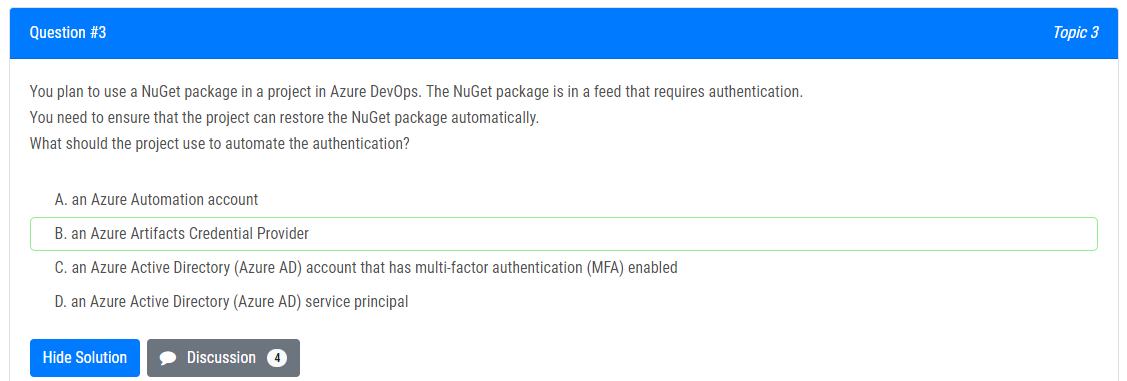 Question #3
Topic 3
You plan to use a NuGet package in a project in Azure DevOps. The NuGet package is in a feed that requires authentication.
You need to ensure that the project can restore the NuGet package automatically.
What should the project use to automate the authentication?
A. an Azure Automation account
B. an Azure Artifacts Credential Provider
C. an Azure Active Directory (Azure AD) account that has multi-factor authentication (MFA) enabled
D. an Azure Active Directory (Azure AD) service principal
Hide Solution
Discussion 4